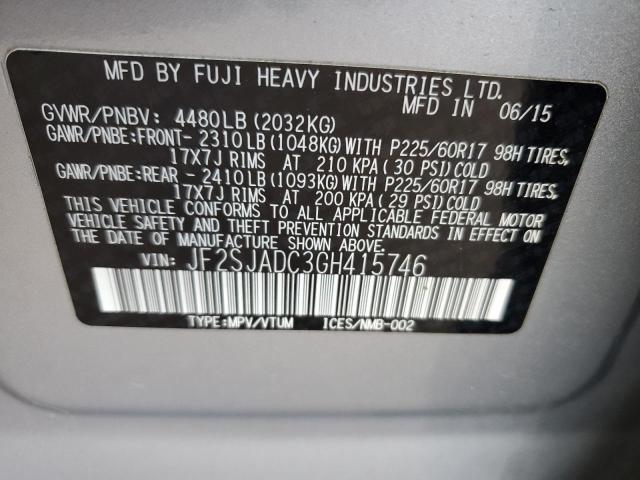 MFD BY FUJI HEAVY INDUSTRIES LTD.
MFD IN 06/15
GVWR/PNBV: 4480LB(2032KG)
GAWR/PNBE:FRONT-2310LB(1048KG)WITH P225/60R17 98H TIRES,
17X7J RIMS AT 210 KPA(30 PSI)COLD
GAWR/PNBE:REAR -2410LB(1093KG)WITH P225/60R17 98H TIRES,
17X7J RIMS AT 200 KPA(29 PSI)COLD
THIS VEHICLE CONFORMS TO ALL APPLICABLE FEDERAL MOTOR
VEHICLE SAFETY AND THEFT PREVENTION STANDARDS IN EFFECT ON
THE DATE OF MANUFACTURE SHOWN ABOVE.
VIN: JF2SJADC3GH415746
TYPE:MPV/VTUM ICES/NMB-002